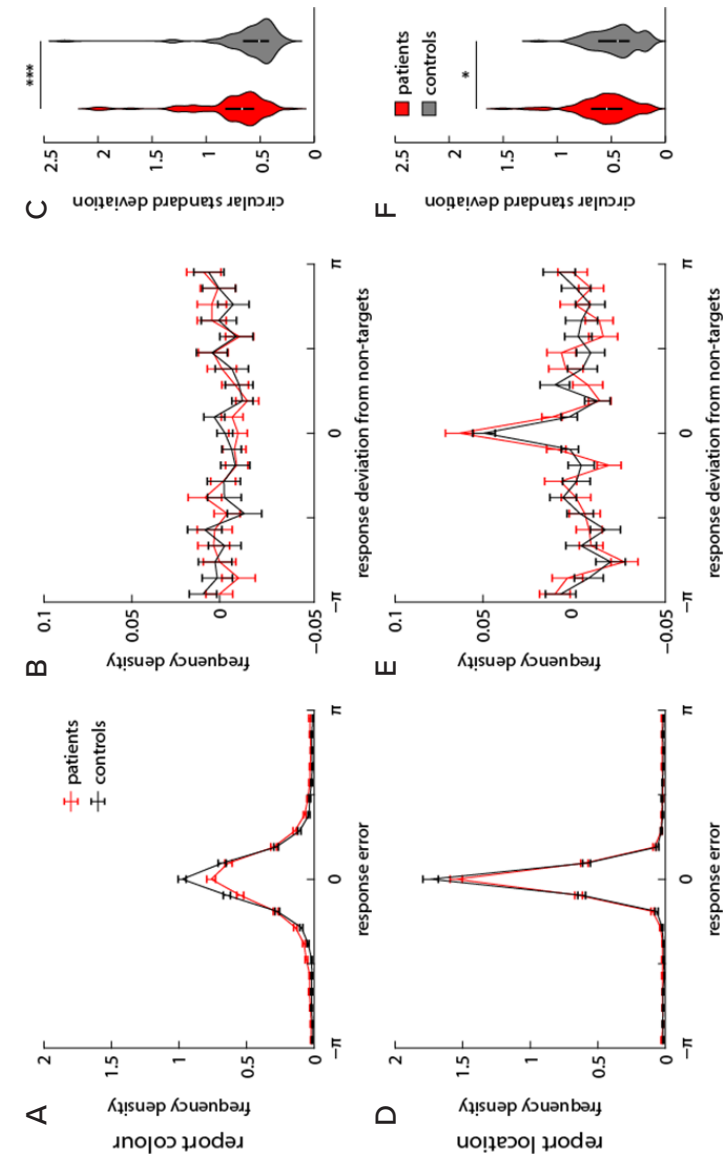 A
report colour
frequency density
2
1.5
1
0.5
0
−π
0
π
response error
patients
controls
B
frequency density
0.1
0.05
0
−0.05
−π
0
π
response deviation from non-targets
C
circular standard deviation
2.5
2
1.5
1
0.5
0
***
D
report location
frequency density
2
1.5
1
0.5
0
−π
0
π
response error
E
frequency density
0.1
0.05
0
−0.05
−π
0
π
response deviation from non-targets
F
circular standard deviation
2.5
2
1.5
1
0.5
0
*
patients
controls